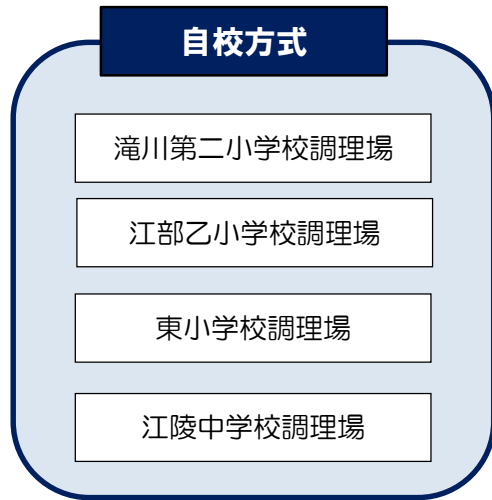 自校方式
滝川第二小学校調理場
江部乙小学校調理場
東小学校調理場
江陵中学校調理場